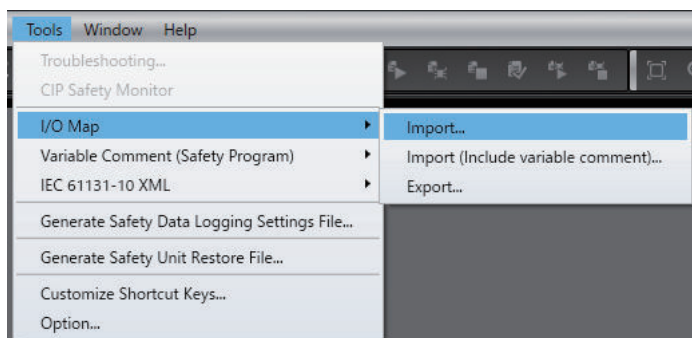 Tools Window Help
Troubleshooting...
CIP Safety Monitor
I/O Map
Import...
Variable Comment (Safety Program)
Import (Include variable comment)...
IEC 61131-10 XML
Export...
Generate Safety Data Logging Settings File...
Generate Safety Unit Restore File...
Customize Shortcut Keys...
Option...